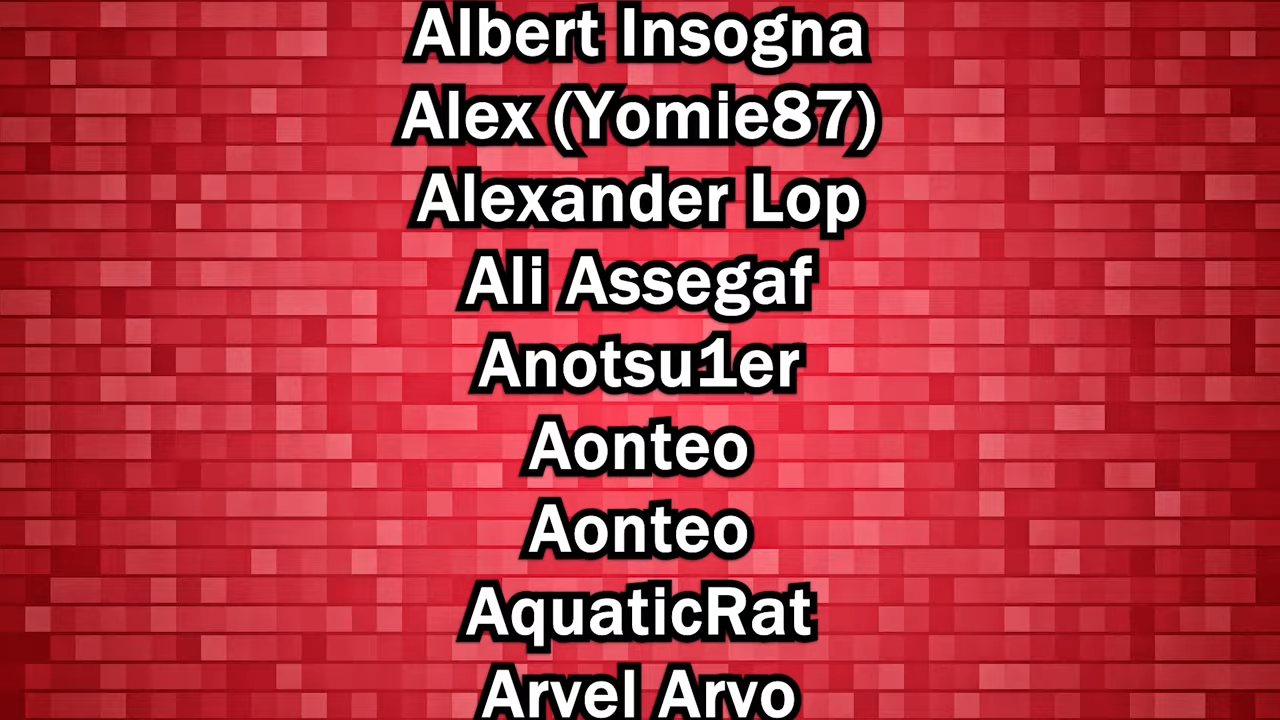 Albert Insogna
Alex (Yomie87)
Alexander Lop
Ali Assegaf
Anotsu1er
Aonteo
Aonteo
AquaticRat
Arvel Arvo